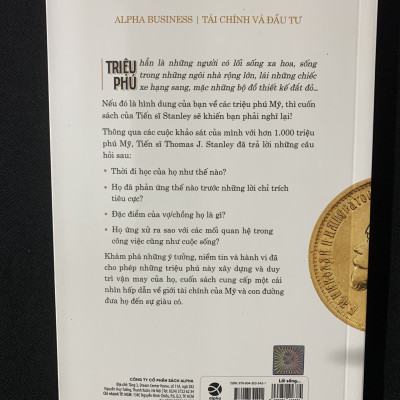 ALPHA BUSINESS | TÀI CHÍNH VÀ ĐẦU TƯ
TRIỆU PHÚ hẳn là những người có lối sống xa hoa, sống
trong những ngôi nhà rộng lớn, lái những chiếc
xe hạng sang, mặc những bộ đồ thiết kế đắt đỏ...
Nếu đó là hình dung của bạn về các triệu phú Mỹ, thì cuốn
sách của Tiến sĩ Stanley sẽ khiến bạn phải nghĩ lại!
Thông qua các cuộc khảo sát của mình với hơn 1.000 triệu
phú Mỹ, Tiến sĩ Thomas J. Stanley đã trả lời những câu
hỏi sau:
• Thời đi học của họ như thế nào?
• Họ đã phản ứng thế nào trước những lời chỉ trích
tiêu cực?
• Đặc điểm của vợ/chồng họ là gì?
• Họ ứng xử ra sao với các mối quan hệ trong
công việc cũng như cuộc sống?
Khám phá những ý tưởng, niềm tin và hành vi đã
cho phép những triệu phú này xây dựng và duy
trì vận may của họ, cuốn sách cung cấp một cái
nhìn hấp dẫn về giới tài chính của Mỹ và con đường
đưa họ đến sự giàu có.
CÔNG TY CỔ PHẦN SÁCH ALPHA
alpha
Lối sống...